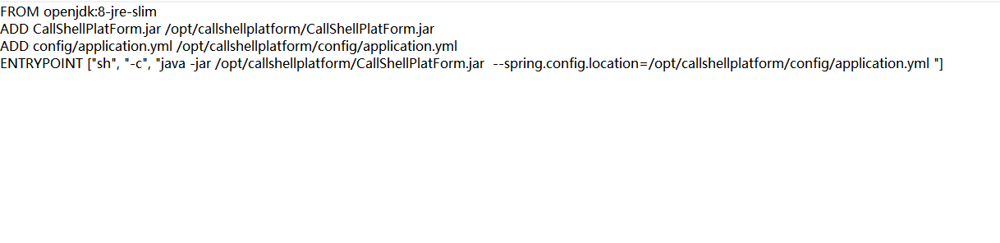 FROM openjdk:8-jre-slim
ADD CallShellPlatForm.jar /opt/callshellplatform/CallShellPlatForm.jar
ADD config/application.yml /opt/callshellplatform/config/application.yml
ENTRYPOINT ["sh", "-c", "java -jar /opt/callshellplatform/CallShellPlatForm.jar  --spring.config.location=/opt/callshellplatform/config/application.yml "]